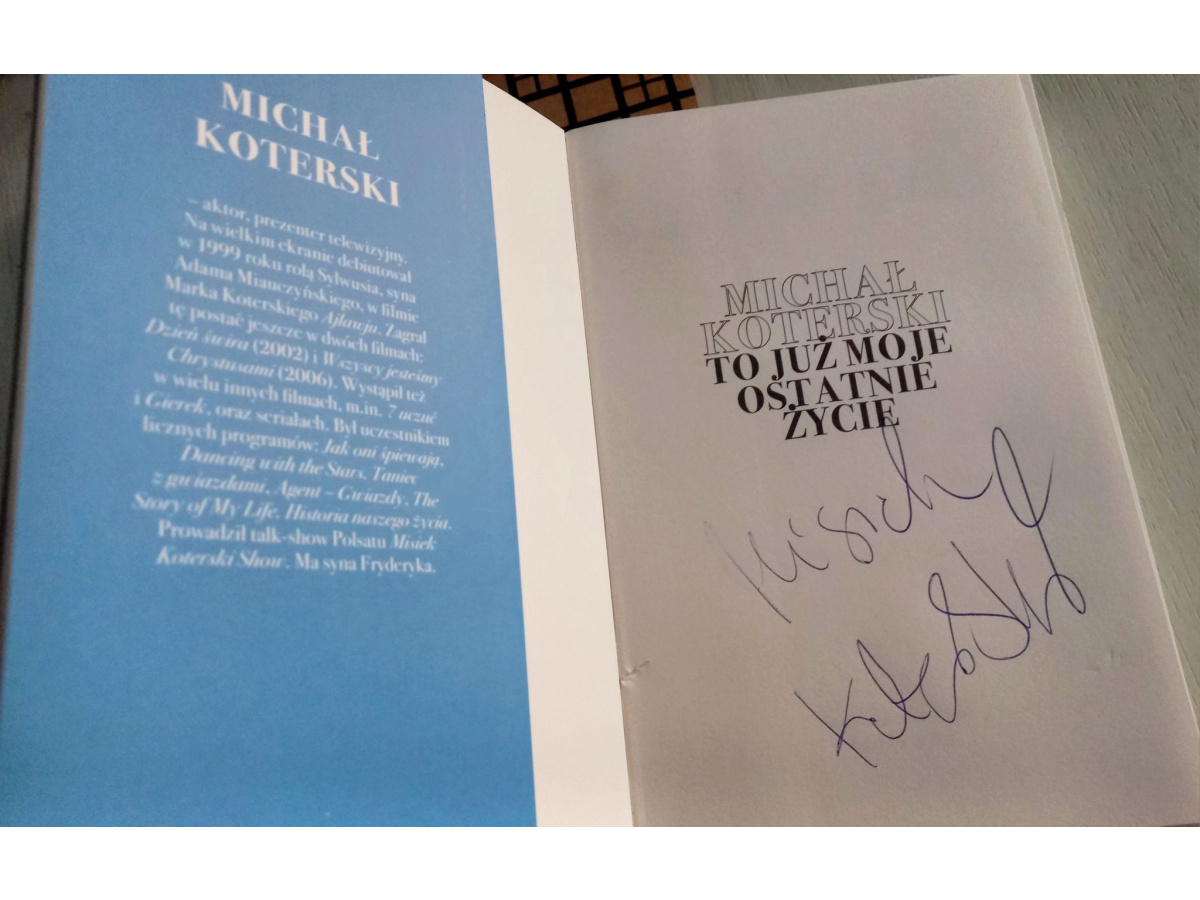 MICHAŁ
KOTERSKI
– aktor, prezenter telewizyjny.
Na wielkim ekranie debiutował
w 1999 roku rolą Sylwusia, syna
Adama Miauczyńskiego, w filmie
Marka Koterskiego Ajlawju. Zagrał
tę postać jeszcze w dwóch filmach:
Dzień świra (2002) i Wszyscy jesteśmy
Chrystusami (2006). Wystąpił też
w wielu innych filmach, m.in. 7 uczuć
i Gierek, oraz serialach. Był uczestnikiem
licznych programów: Jak oni śpiewają,
Dancing with the Stars. Taniec
z gwiazdami, Agent – Gwiazdy, The
Story of My Life. Historia naszego życia.
Prowadził talk-show Polsatu Misiek
Koterski Show. Ma syna Fryderyka.
MICHAŁ
KOTERSKI
TO JUŻ MOJE
OSTATNIE
ŻYCIE
Misiek
Koterski